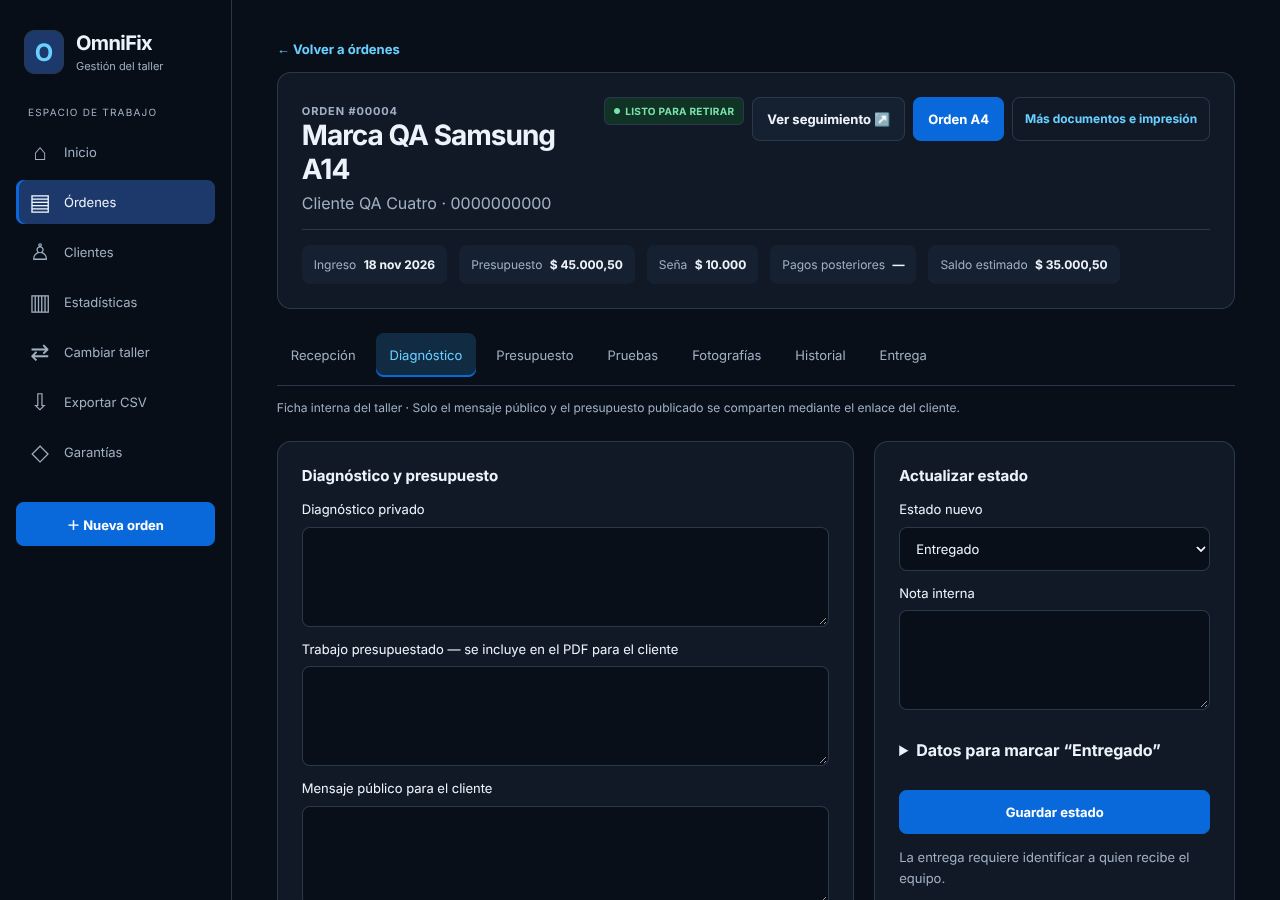 O
OmniFix
Gestión del taller
ESPACIO DE TRABAJO
Inicio
Órdenes
Clientes
Estadísticas
Cambiar taller
Exportar CSV
Garantías
+ Nueva orden
← Volver a órdenes
ORDEN #00004
Marca QA Samsung
A14
Cliente QA Cuatro · 0000000000
LISTO PARA RETIRAR
Ver seguimiento ↗
Orden A4
Más documentos e impresión
Ingreso 18 nov 2026
Presupuesto $ 45.000,50
Seña $ 10.000
Pagos posteriores —
Saldo estimado $ 35.000,50
Recepción
Diagnóstico
Presupuesto
Pruebas
Fotografías
Historial
Entrega
Ficha interna del taller · Solo el mensaje público y el presupuesto publicado se comparten mediante el enlace del cliente.
Diagnóstico y presupuesto
Diagnóstico privado
Trabajo presupuestado — se incluye en el PDF para el cliente
Mensaje público para el cliente
Actualizar estado
Estado nuevo
Entregado
Nota interna
Datos para marcar “Entregado”
Guardar estado
La entrega requiere identificar a quien recibe el
equipo.